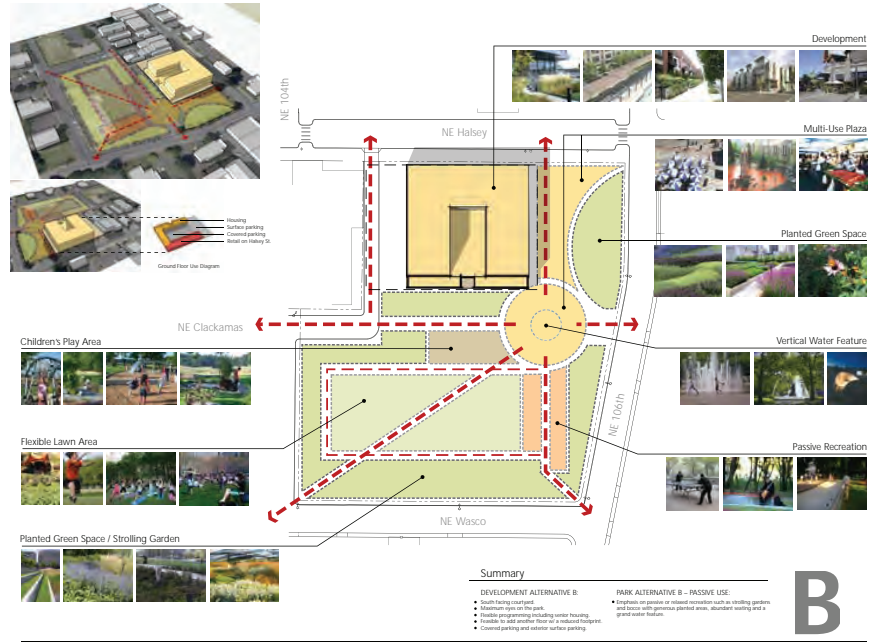 Development
NE 104th
NE Halsey
Multi-Use Plaza
Housing
Surface parking
Covered parking
Retail on Halsey St.
Ground Floor Use Diagram
Planted Green Space
NE Clackamas
Children's Play Area
Vertical Water Feature
NE 106th
Flexible Lawn Area
Passive Recreation
NE Wasco
Planted Green Space / Strolling Garden
Summary
DEVELOPMENT ALTERNATIVE B:
South facing courtyard.
Maximum eyes on the park.
Flexible programming including senior housing.
Feasible to add another floor w/ a reduced footprint.
Covered parking and exterior surface parking.
PARK ALTERNATIVE B – PASSIVE USE:
Emphasis on passive or relaxed recreation such as strolling gardens
and bocce with generous planted areas, abundant seating and a
grand water feature.
B